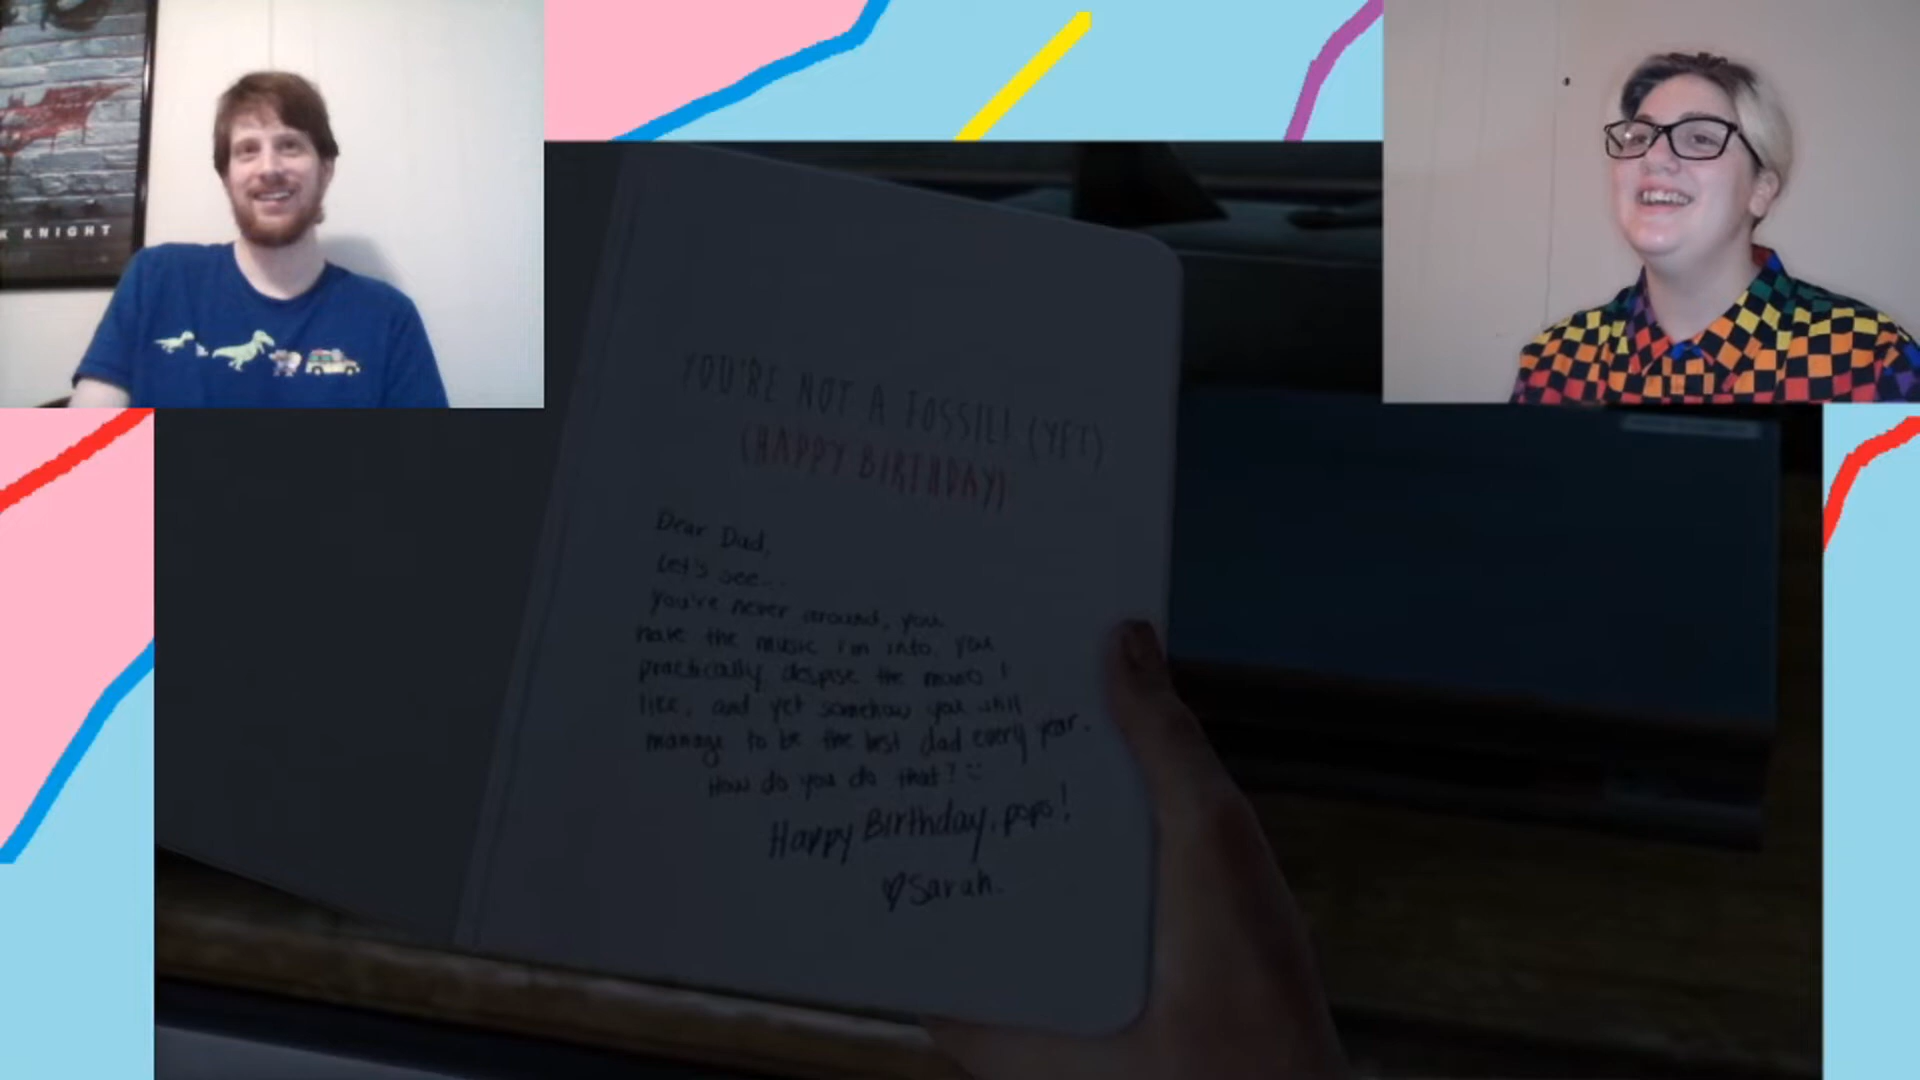 K KNIGHT
YOU'RE NOT A FOSSIL! (YET)
(HAPPY BIRTHDAY)
Dear Dad,
Let's see...
You're never around, you
hate the music i'm into, you
practically despise the movies I
like, and yet somehow you still
manage to be the best dad every year.
How do you do that? :)
Happy Birthday, pops!
♡ Sarah.